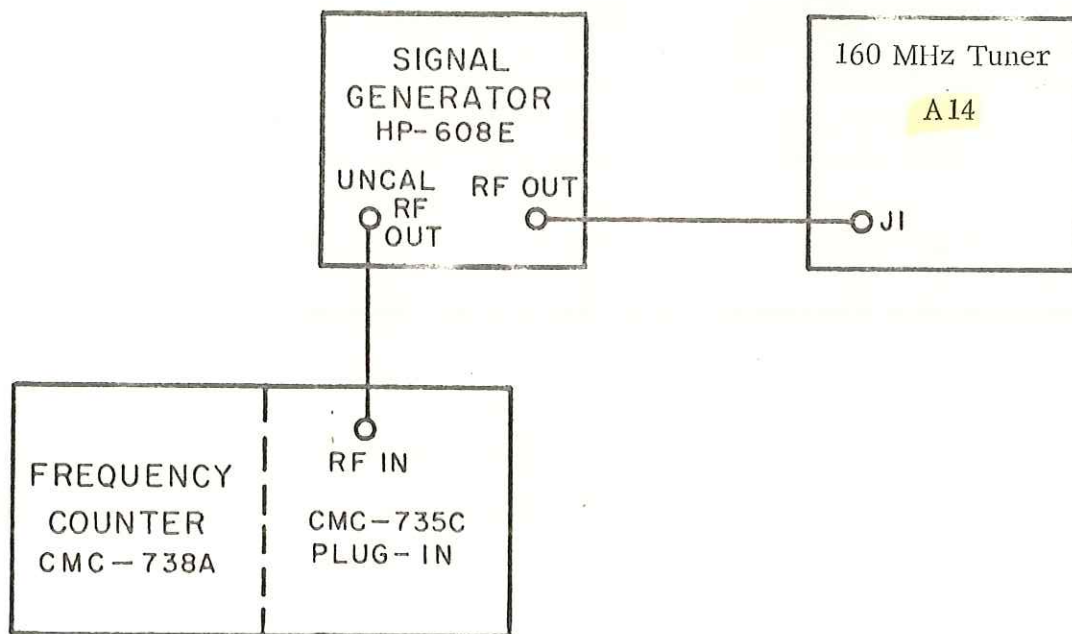 SIGNAL
GENERATOR
HP-608E
UNCAL
RF
OUT
RF OUT
160 MHz Tuner
A14
J1
FREQUENCY
COUNTER
CMC-738A
RF IN
CMC-735C
PLUG-IN